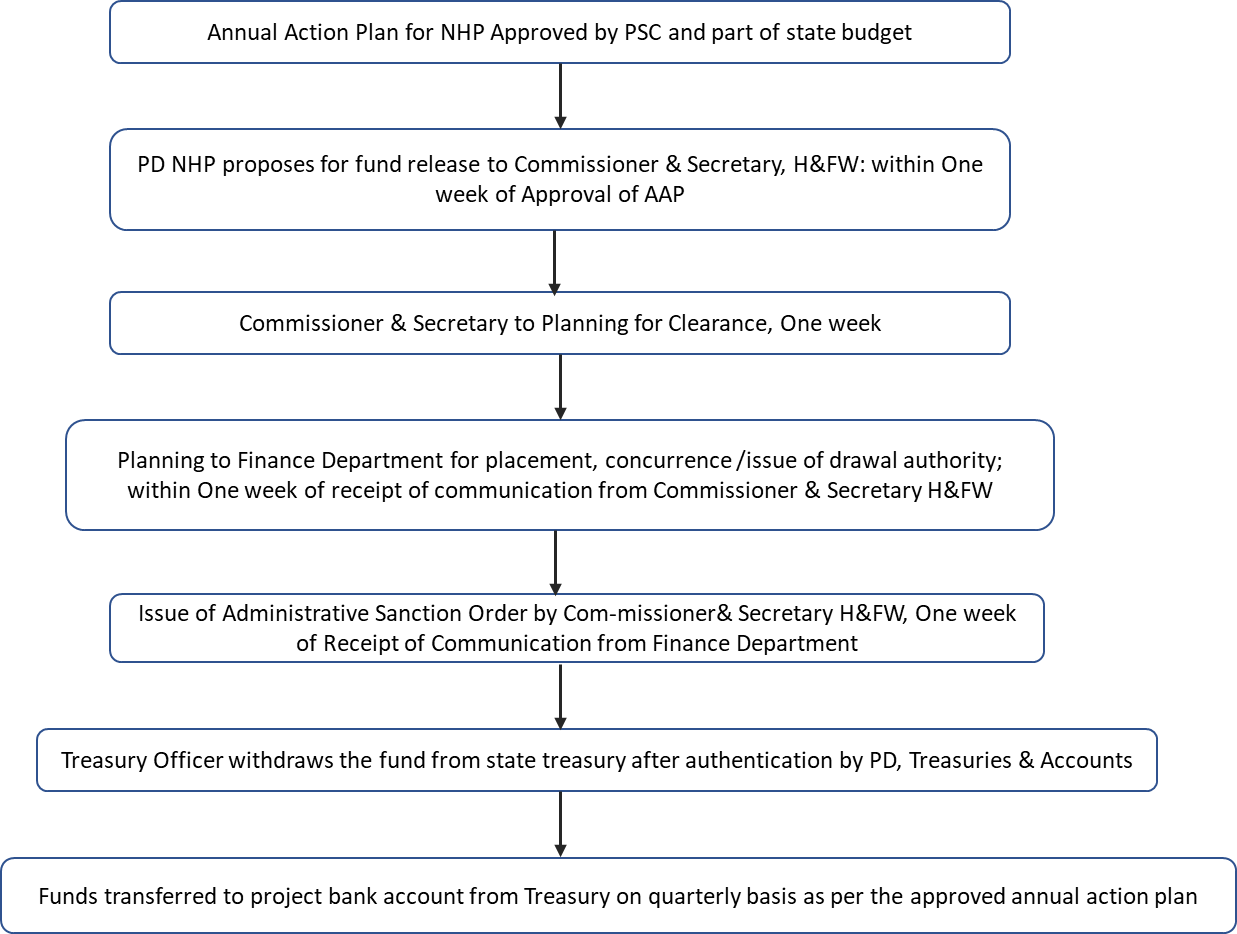 Annual Action Plan for NHP Approved by PSC and part of state budget
PD NHP proposes for fund release to Commissioner & Secretary, H&FW: within One
week of Approval of AAP
Commissioner & Secretary to Planning for Clearance, One week
Planning to Finance Department for placement, concurrence /issue of drawal authority;
within One week of receipt of communication from Commissioner & Secretary H&FW
Issue of Administrative Sanction Order by Com-missioner& Secretary H&FW, One week
of Receipt of Communication from Finance Department
Treasury Officer withdraws the fund from state treasury after authentication by PD, Treasuries & Accounts
Funds transferred to project bank account from Treasury on quarterly basis as per the approved annual action plan